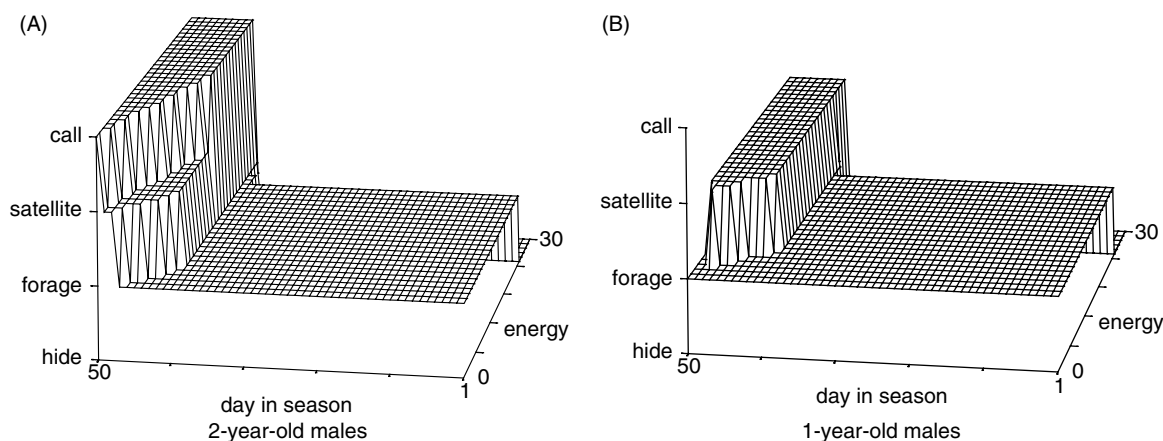 (A)
call
satellite
forage
hide
50
1
0
30
energy
day in season
2-year-old males
(B)
call
satellite
forage
hide
50
1
0
30
energy
day in season
1-year-old males